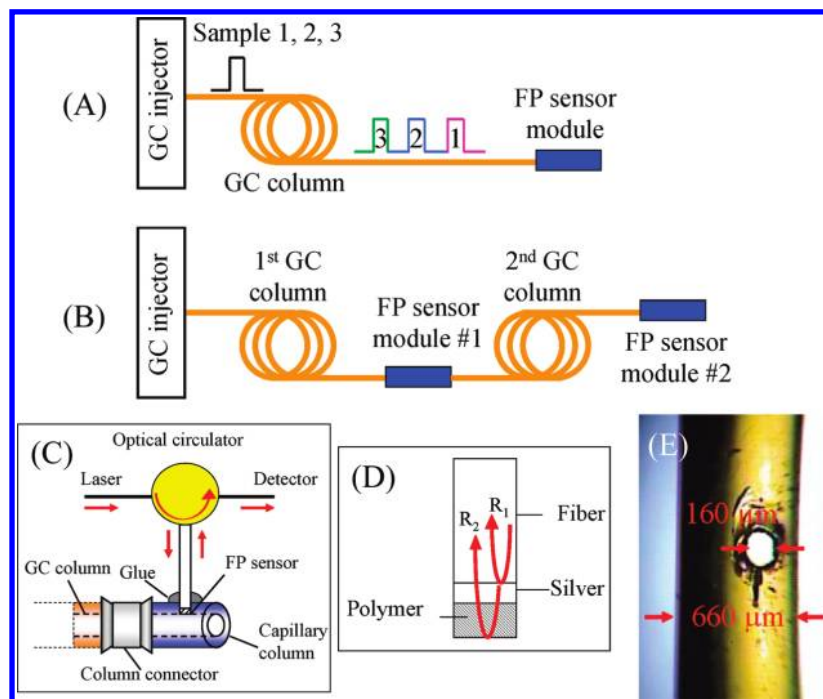 Sample 1, 2, 3
(A)
GC injector
3 2 1
GC column
FP sensor
module
(B)
GC injector
1st GC
column
FP sensor
module #1
2nd GC
column
FP sensor
module #2
(C)
Optical circulator
Laser
Detector
GC column
Glue
FP sensor
Capillary
column
Column connector
(D)
R2
R1
Fiber
Silver
Polymer
(E)
160 μm
660 μm